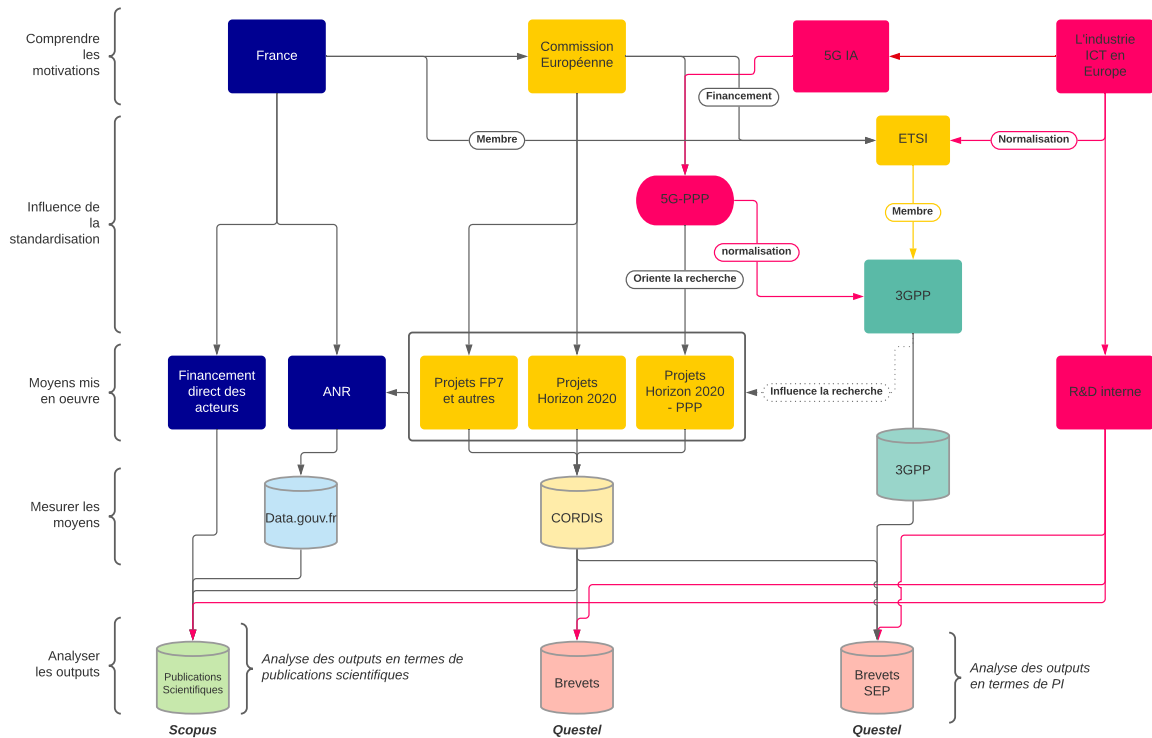 Comprendre
les
motivations
France
Commission
Européenne
5G IA
L'industrie
ICT en
Europe
Financement
Membre
ETSI
Normalisation
Influence de
la
standardisation
5G-PPP
Membre
normalisation
Oriente la recherche
3GPP
Moyens mis
en oeuvre
Financement
direct des
acteurs
ANR
Projets FP7
et autres
Projets
Horizon 2020
Projets
Horizon 2020
- PPP
Influence la recherche
R&D interne
Mesurer les
moyens
Data.gouv.fr
CORDIS
3GPP
Analyser
les outputs
Publications
Scientifiques
Analyse des outputs en termes de
publications scientifiques
Brevets
Brevets
SEP
Analyse des outputs
en termes de PI
Scopus
Questel
Questel